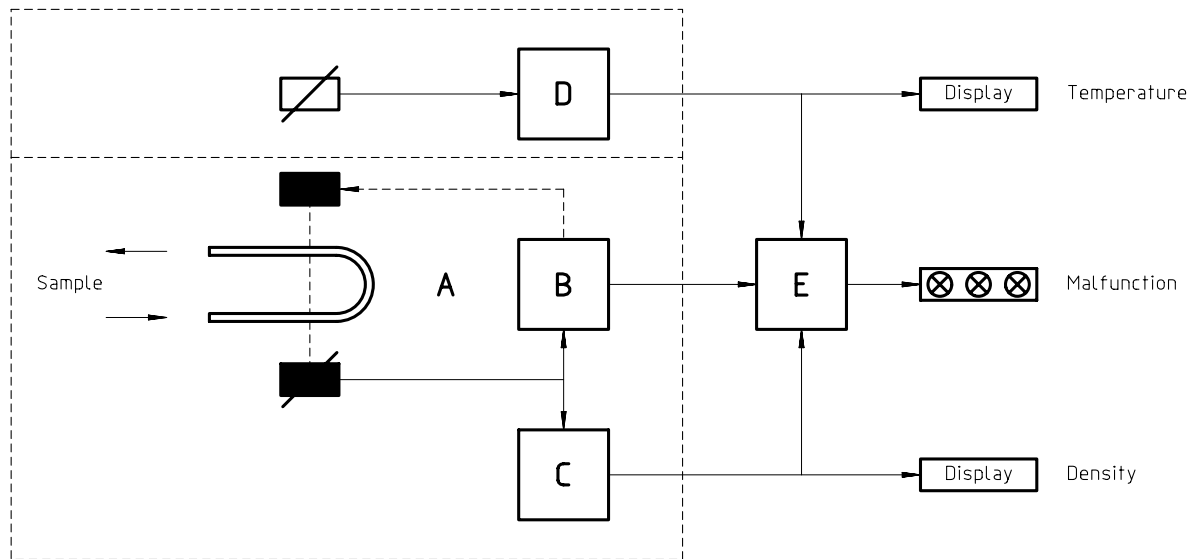 D
Display
Temperature
Sample
A
B
E
Malfunction
C
Display
Density